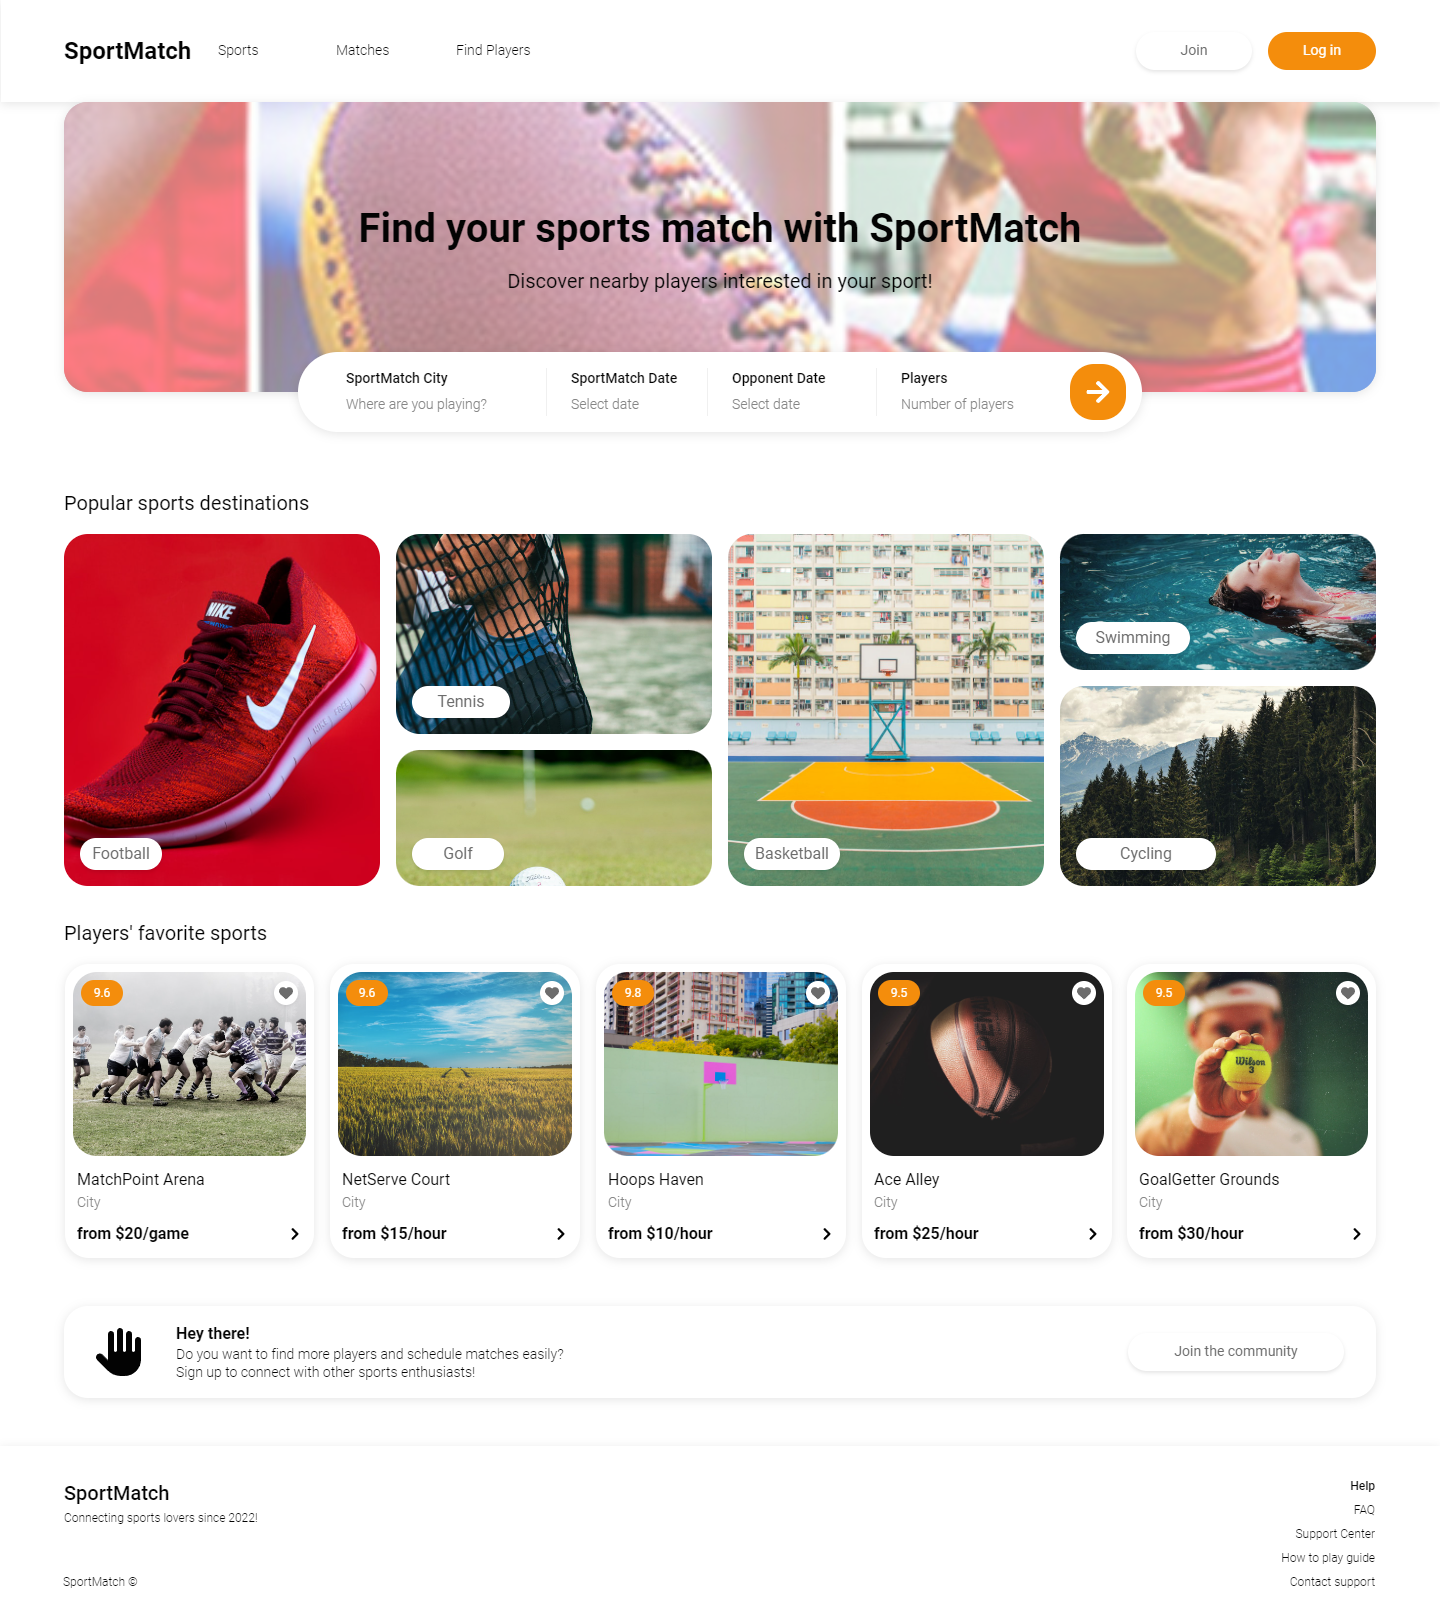 SportMatch Sports Matches Find Players Join Log in
Find your sports match with SportMatch
Discover nearby players interested in your sport!
SportMatch City SportMatch Date Opponent Date Players
Where are you playing? Select date Select date Number of players
Popular sports destinations
NIKE
Swimming
Tennis
Football Golf Basketball Cycling
Players' favorite sports
9.6 9.6 9.8 9.5 9.5
Wilson
3
MatchPoint Arena NetServe Court Hoops Haven Ace Alley GoalGetter Grounds
City City City City City
from $20/game from $15/hour from $10/hour from $25/hour from $30/hour
Hey there!
Do you want to find more players and schedule matches easily?
Sign up to connect with other sports enthusiasts!
Join the community
SportMatch
Connecting sports lovers since 2022!
SportMatch ©
Help
FAQ
Support Center
How to play guide
Contact support